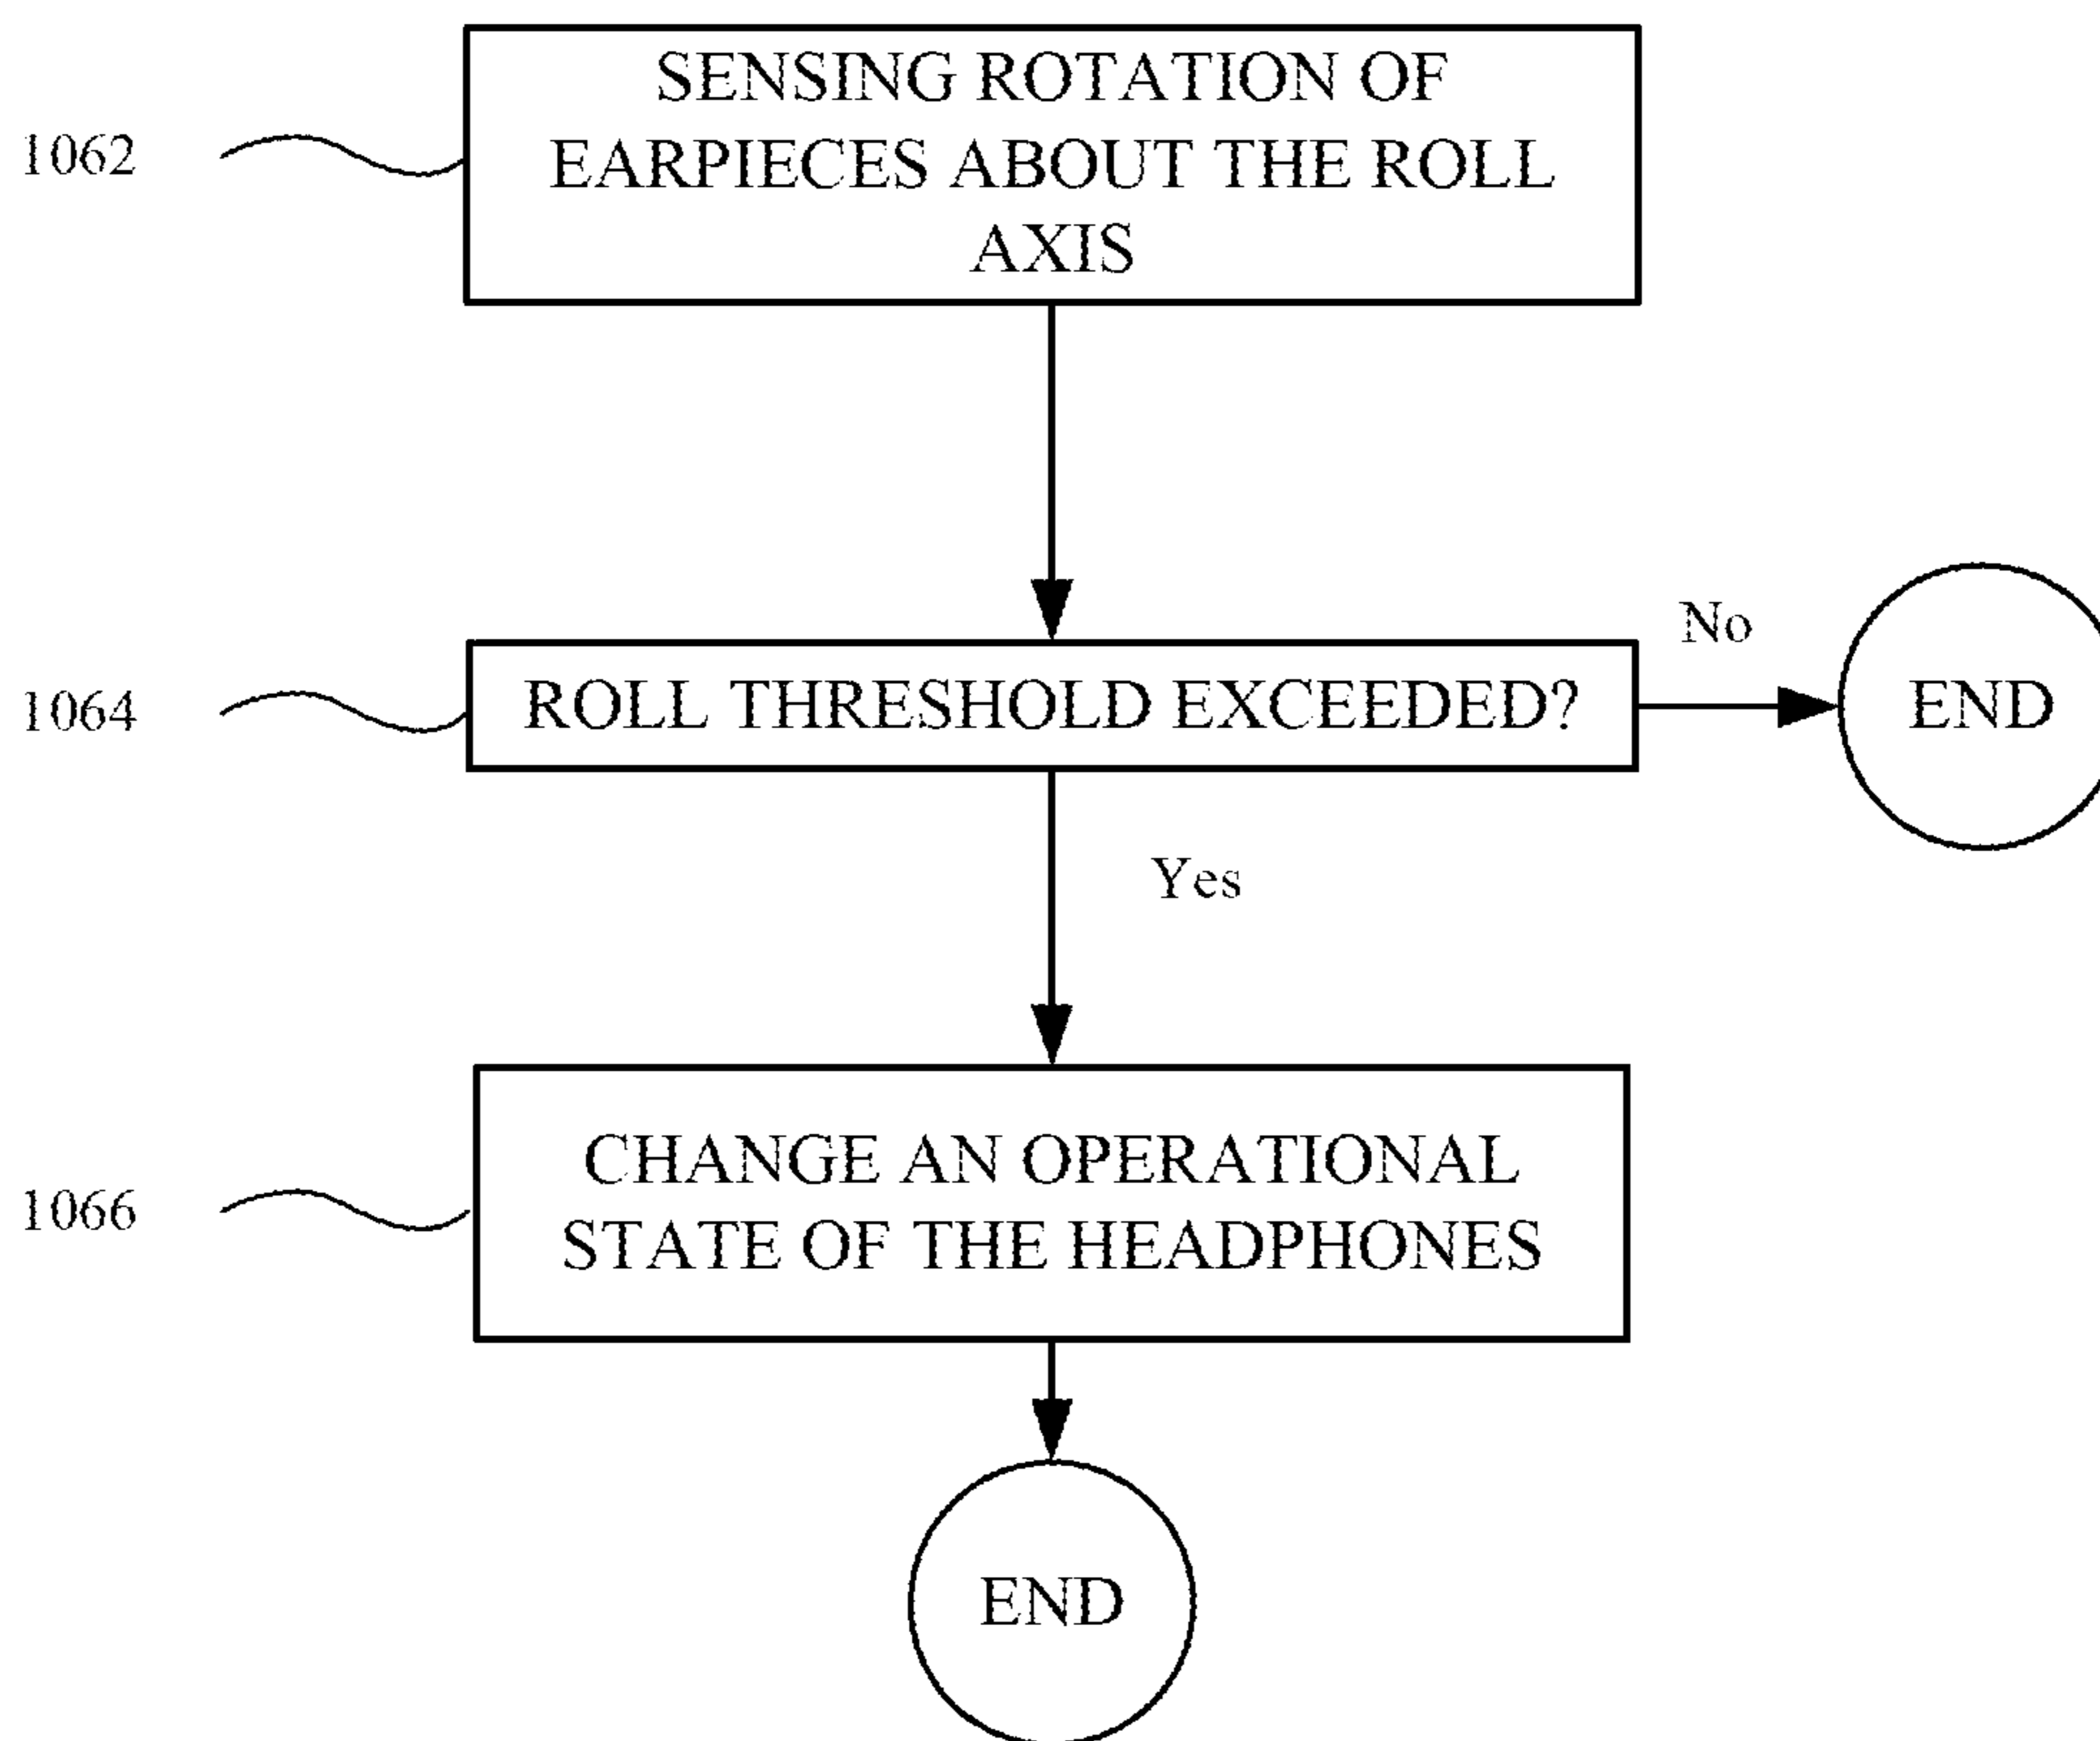 1062
SENSING ROTATION OF
EARPIECES ABOUT THE ROLL
AXIS
1064
ROLL THRESHOLD EXCEEDED?
No
END
Yes
1066
CHANGE AN OPERATIONAL
STATE OF THE HEADPHONES
END